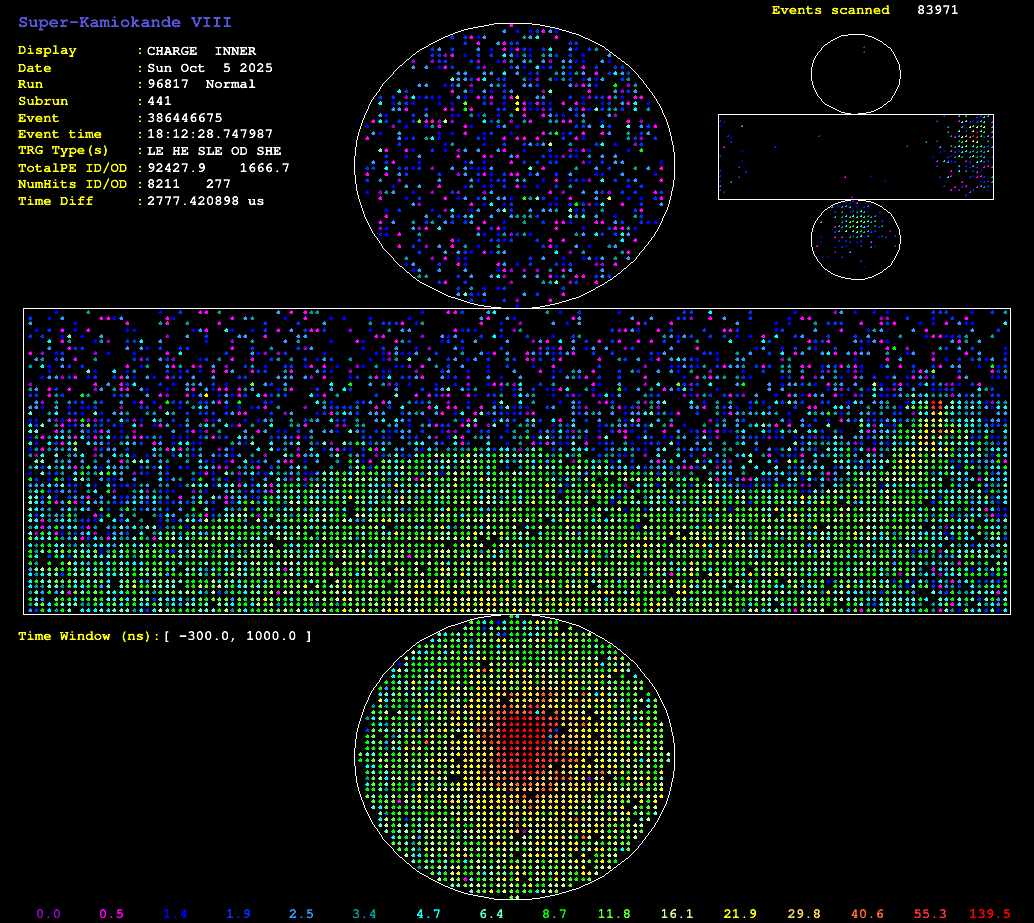 Super-Kamiokande VIII
Events scanned 83971
Display : CHARGE INNER
Date : Sun Oct 5 2025
Run : 96817 Normal
Subrun : 441
Event : 386446675
Event time : 18:12:28.747987
TRG Type(s) : LE HE SLE OD SHE
TotalPE ID/OD : 92427.9 1666.7
NumHits ID/OD : 8211 277
Time Diff : 2777.420898 us
Time Window (ns):[ -300.0, 1000.0 ]
0.0 0.5 1.4 1.9 2.5 3.4 4.7 6.4 8.7 11.8 16.1 21.9 29.8 40.6 55.3 139.5